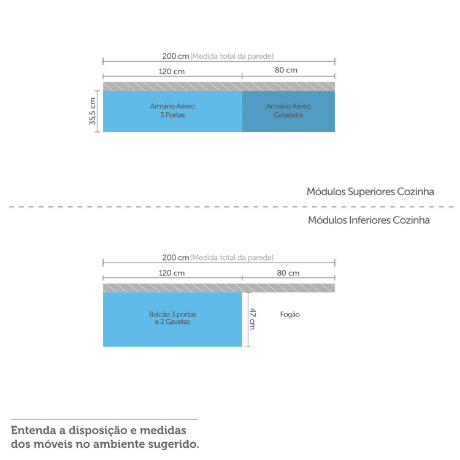 200 cm (Medida total da parede)
120 cm 80 cm
35,5 cm
Armário Aéreo
3 Portas
Armário Aéreo
Geladeira
Módulos Superiores Cozinha
Módulos Inferiores Cozinha
200 cm (Medida total da parede)
120 cm 80 cm
Balcão 3 portas
e 2 Gavetas
47 cm
Fogão
Entenda a disposição e medidas
dos móveis no ambiente sugerido.